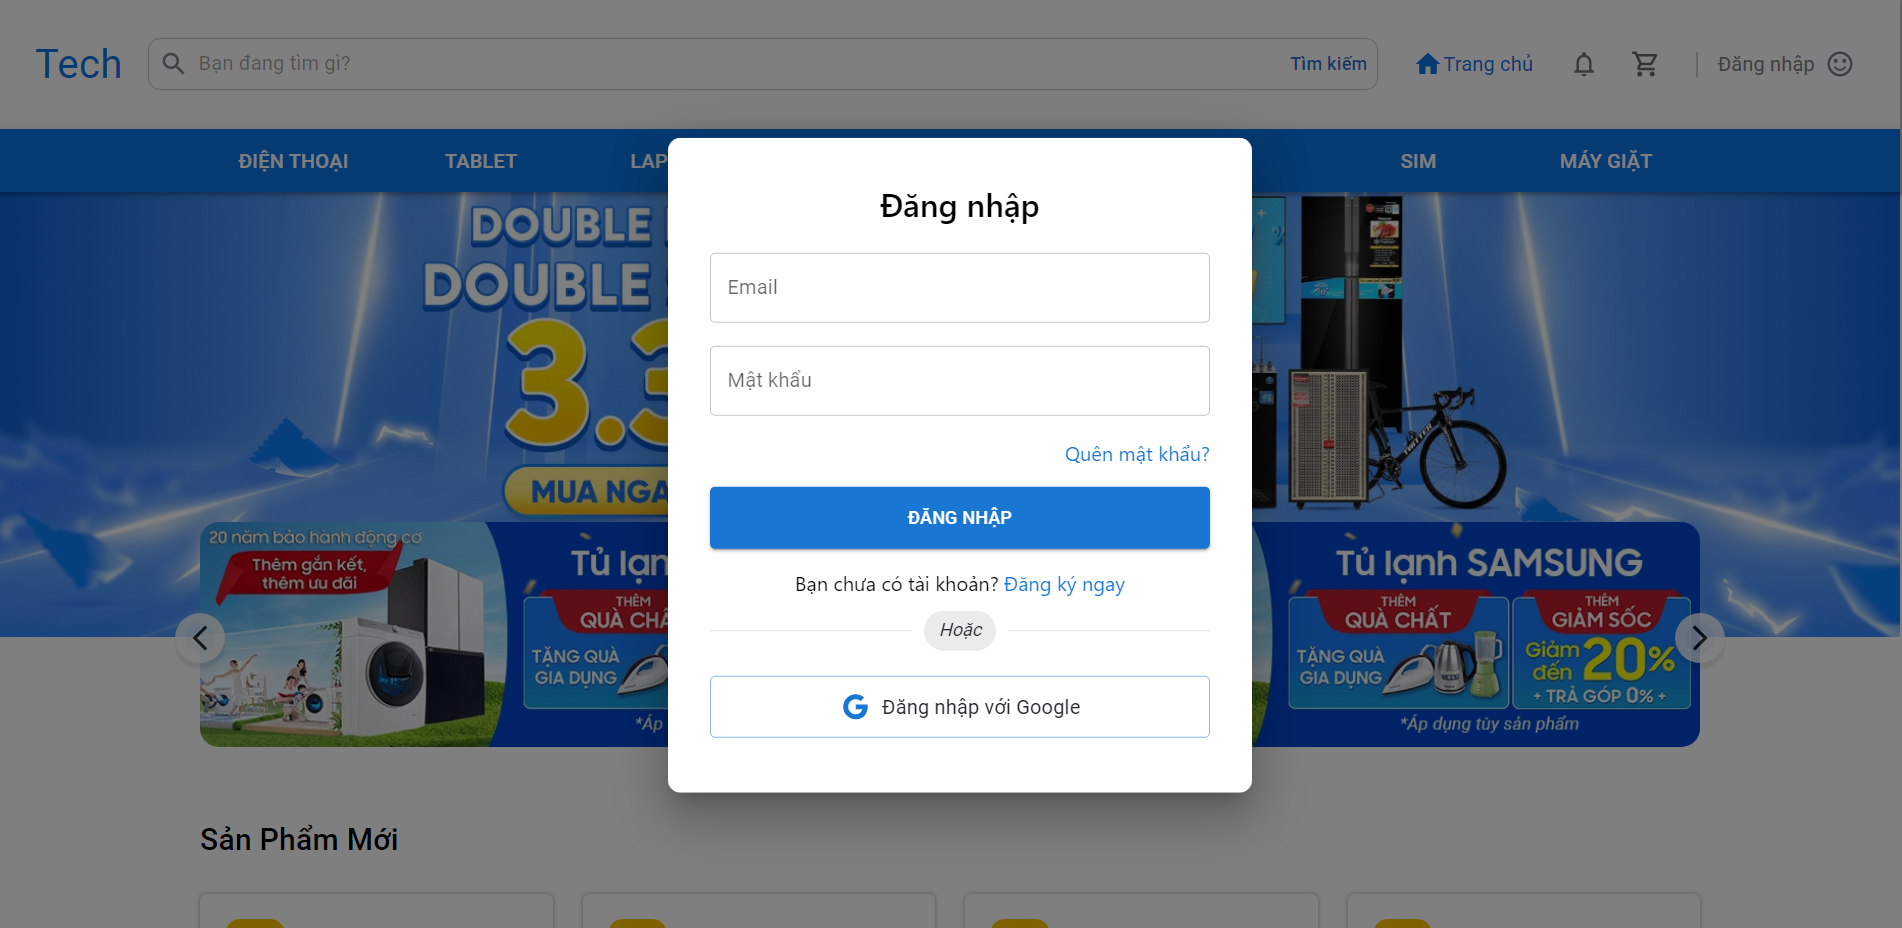 Tech
Bạn đang tìm gì?
Tìm kiếm
Trang chủ
Đăng nhập
ĐIỆN THOẠI
TABLET
LAP
SIM
MÁY GIẶT
DOUBLE
DOUBLE
3.3
MUA NGA
Đăng nhập
Email
Mật khẩu
Quên mật khẩu?
ĐĂNG NHẬP
Bạn chưa có tài khoản? Đăng ký ngay
Hoặc
Đăng nhập với Google
TWITTER
20 năm bảo hành động cơ
Thêm gắn kết,
thêm ưu đãi
Tủ lạn
THÊM
QUÀ CHẤ
TẶNG QUÀ
GIA DỤNG
*Áp
Tủ lạnh SAMSUNG
THÊM
QUÀ CHẤT
TẶNG QUÀ
GIA DỤNG
THÊM
GIẢM SỐC
Giảm
đến 20%
+ TRẢ GÓP 0% +
*Áp dụng tùy sản phẩm
Sản Phẩm Mới